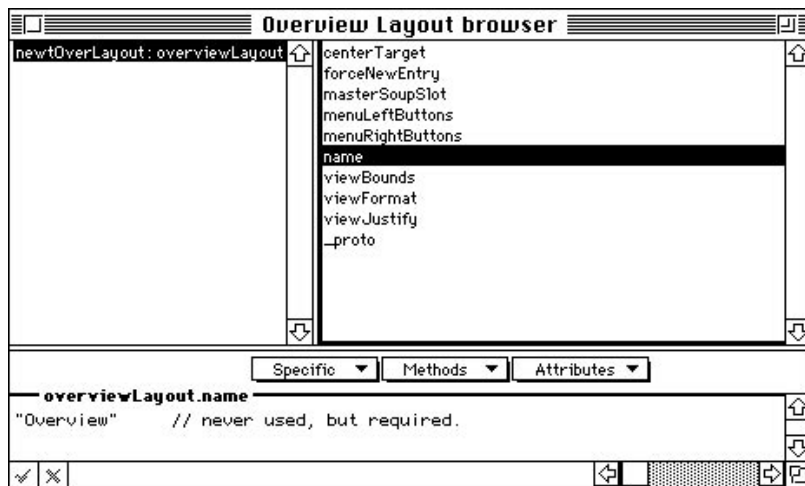 Overview Layout browser
newtOverLayout: overviewLayout
centerTarget
forceNewEntry
masterSoupSlot
menuLeftButtons
menuRightButtons
name
viewBounds
viewFormat
viewJustify
_proto
Specific Methods Attributes
overviewLayout.name
"Overview" // never used, but required.